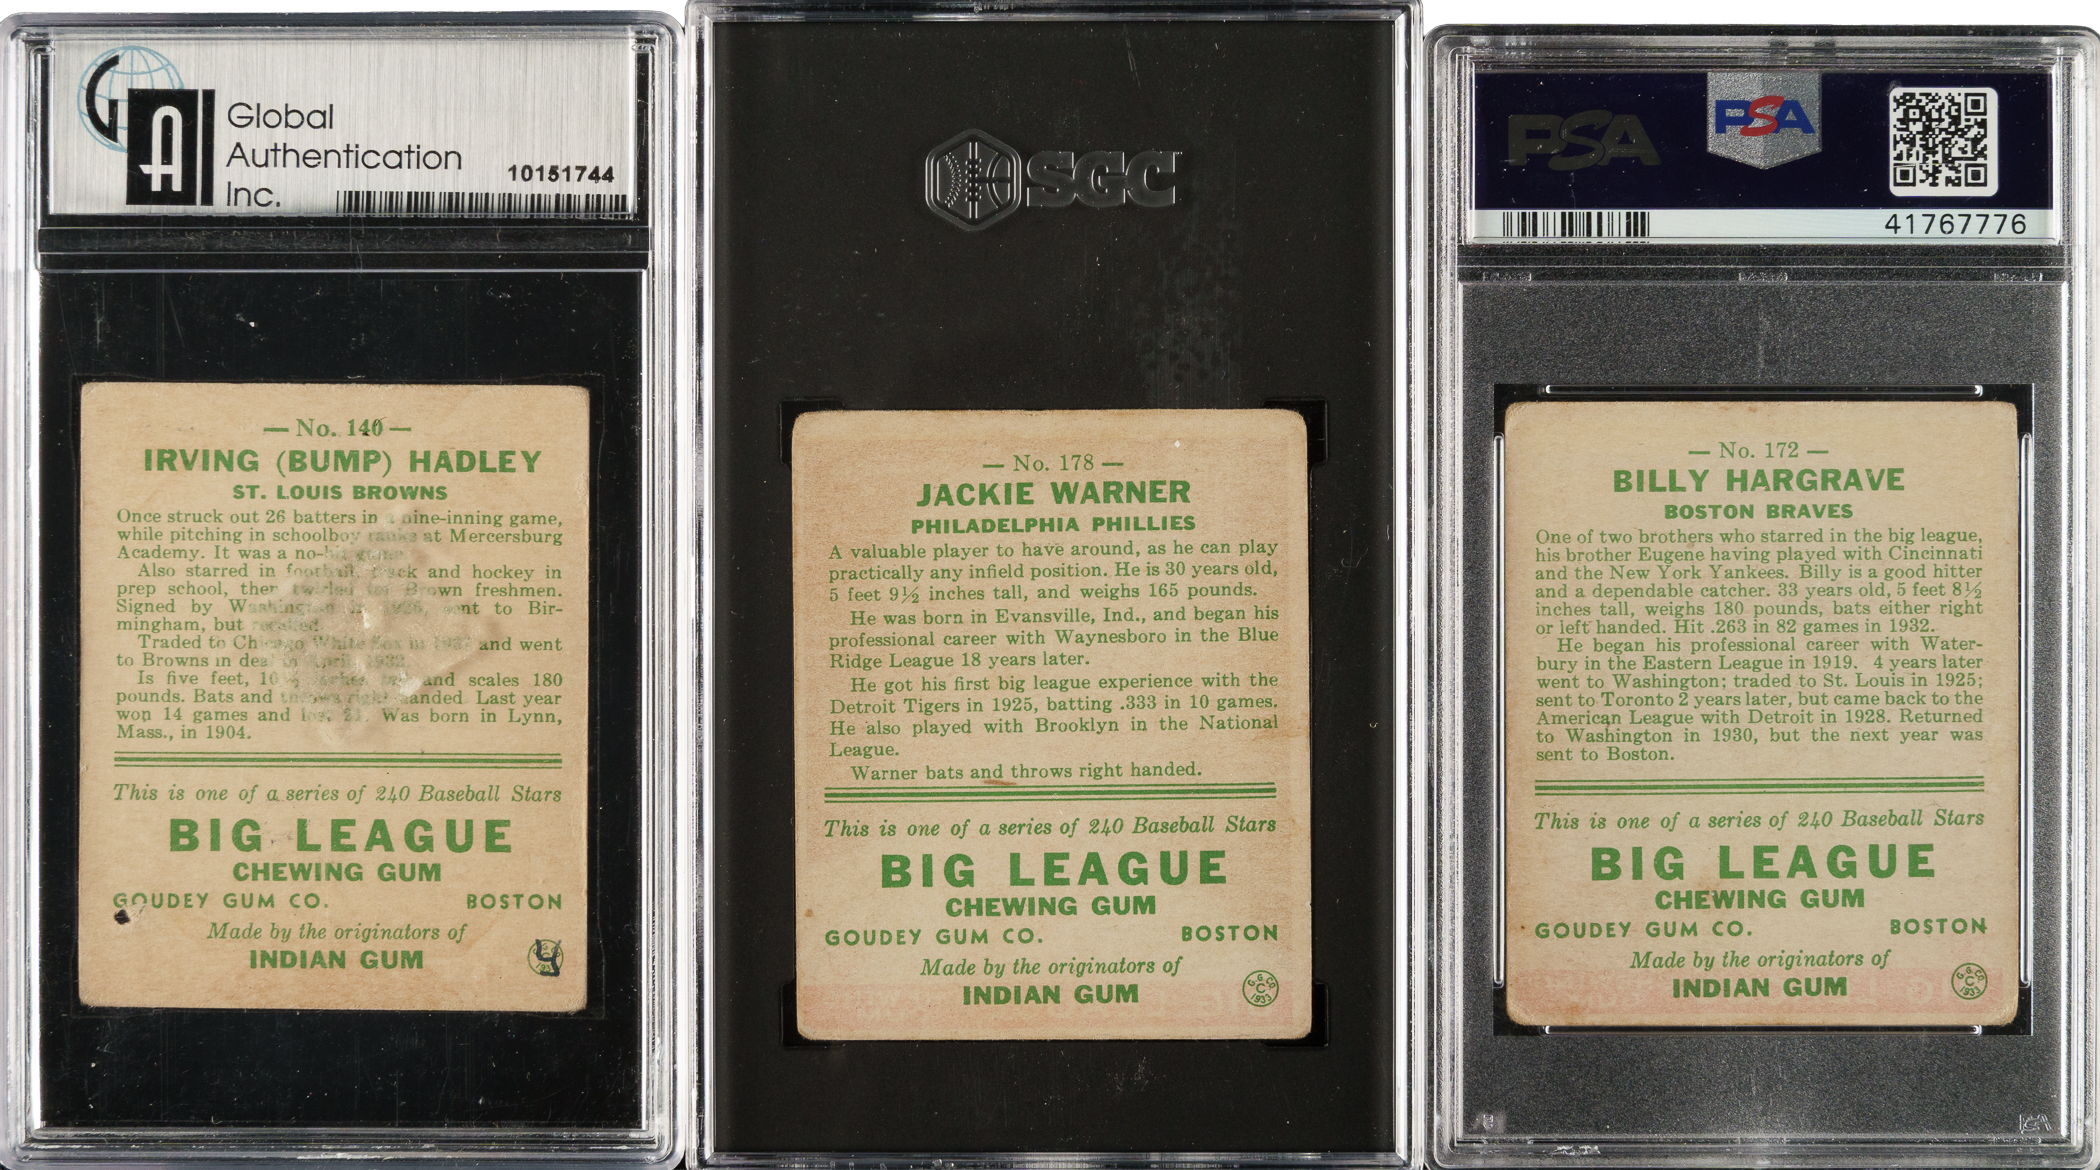 Global
Authentication
Inc.
10151744
— No. 140 —
IRVING (BUMP) HADLEY
ST. LOUIS BROWNS
Once struck out 26 batters in a nine-inning game,
while pitching in schoolboy ranks at Mercersburg
Academy. It was a no-hit game.
Also starred in football, track and hockey in
prep school, then twirled for Brown freshmen.
Signed by Washington in 1926, sent to Bir-
mingham, but recalled.
Traded to Chicago White Sox in 1932 and went
to Browns in deal in April, 1932.
Is five feet, 10 ½ inches and scales 180
pounds. Bats and throws right handed. Last year
won 14 games and lost 21. Was born in Lynn,
Mass., in 1904.
This is one of a series of 240 Baseball Stars
BIG LEAGUE
CHEWING GUM
GOUDEY GUM CO. BOSTON
Made by the originators of
INDIAN GUM
4
SGC
— No. 178 —
JACKIE WARNER
PHILADELPHIA PHILLIES
A valuable player to have around, as he can play
practically any infield position. He is 30 years old,
5 feet 9½ inches tall, and weighs 165 pounds.
He was born in Evansville, Ind., and began his
professional career with Waynesboro in the Blue
Ridge League 18 years later.
He got his first big league experience with the
Detroit Tigers in 1925, batting .333 in 10 games.
He also played with Brooklyn in the National
League.
Warner bats and throws right handed.
This is one of a series of 240 Baseball Stars
BIG LEAGUE
CHEWING GUM
GOUDEY GUM CO. BOSTON
Made by the originators of
INDIAN GUM
G. G. CO.
C
1933
PSA
PSA
41767776
— No. 172 —
BILLY HARGRAVE
BOSTON BRAVES
One of two brothers who starred in the big league,
his brother Eugene having played with Cincinnati
and the New York Yankees. Billy is a good hitter
and a dependable catcher. 33 years old, 5 feet 8½
inches tall, weighs 180 pounds, bats either right
or left handed. Hit .263 in 82 games in 1932.
He began his professional career with Water-
bury in the Eastern League in 1919. 4 years later
went to Washington; traded to St. Louis in 1925;
sent to Toronto 2 years later, but came back to the
American League with Detroit in 1928. Returned
to Washington in 1930, but the next year was
sent to Boston.
This is one of a series of 240 Baseball Stars
BIG LEAGUE
CHEWING GUM
GOUDEY GUM CO. BOSTON
Made by the originators of
INDIAN GUM
G. G. CO.
C
1933